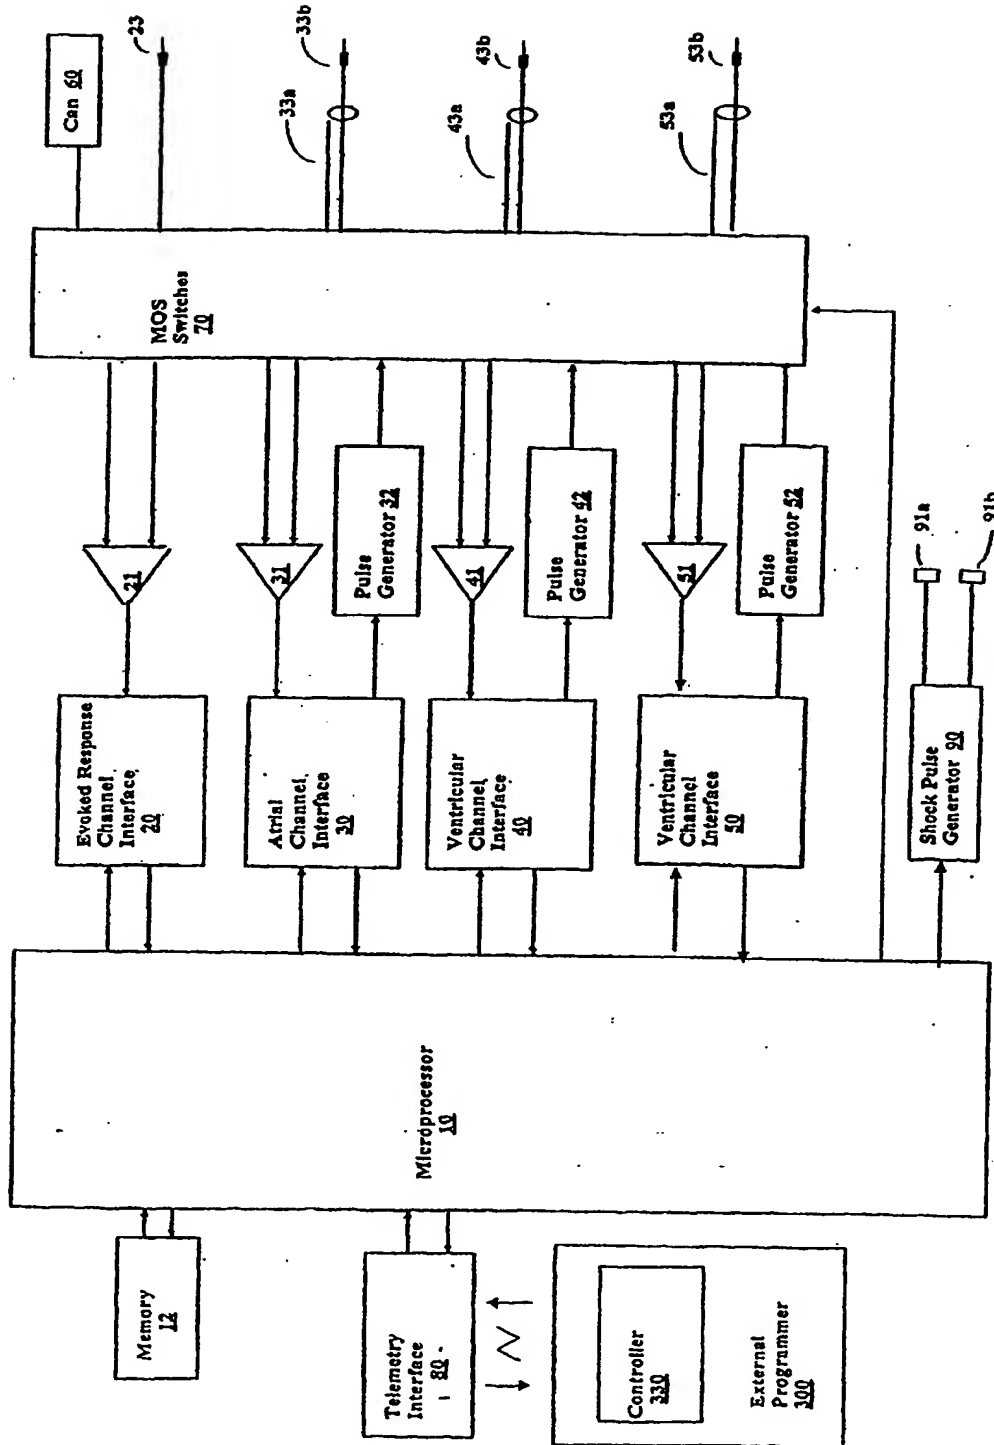 Can 60
23
33a
33b
43a
43b
53a
53b
MOS
Switches
70
21
31
Pulse
Generator 32
41
Pulse
Generator 42
51
Pulse
Generator 52
91a
91b
Evoked Response
Channel
Interface
20
Atrial
Channel
Interface
30
Ventricular
Channel
Interface
40
Ventricular
Channel
Interface
50
Shock Pulse
Generator 90
Microprocessor
10
Memory
12
Telemetry
Interface
80
Controller
330
External
Programmer
300